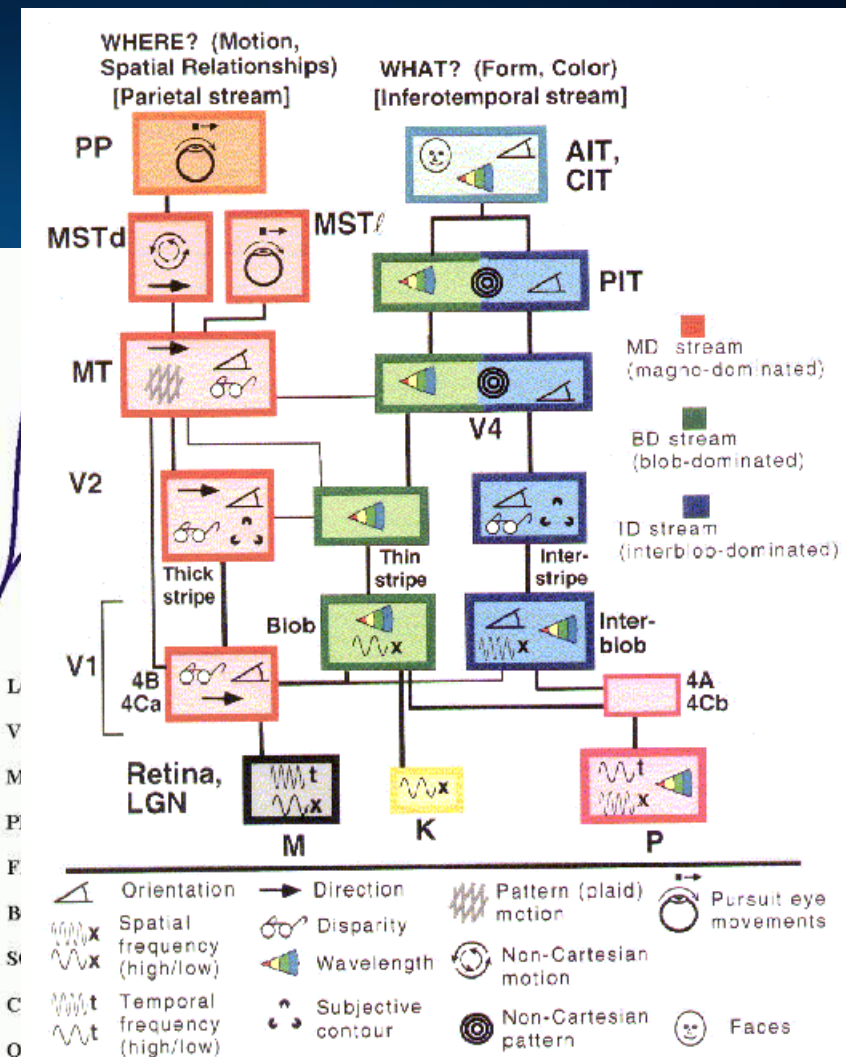 WHERE? (Motion,
Spatial Relationships)
[Parietal stream]
WHAT? (Form, Color)
[Inferotemporal stream]
PP
AIT,
CIT
MSTd
MSTℓ
PIT
MT
V4
MD stream
(magno-dominated)
BD stream
(blob-dominated)
ID stream
(interblob-dominated)
V2
Thick
stripe
Thin
stripe
Inter-
stripe
V1
Blob
x
x
Inter-
blob
4B
4Ca
4A
4Cb
Retina,
LGN
t
x
x
t
x
M
K
P
Orientation
Direction
Pattern (plaid)
motion
Pursuit eye
movements
x
x
Spatial
frequency
(high/low)
Disparity
Wavelength
Non-Cartesian
motion
t
t
Temporal
frequency
(high/low)
Subjective
contour
Non-Cartesian
pattern
Faces
L
V
M
F
B
C
O